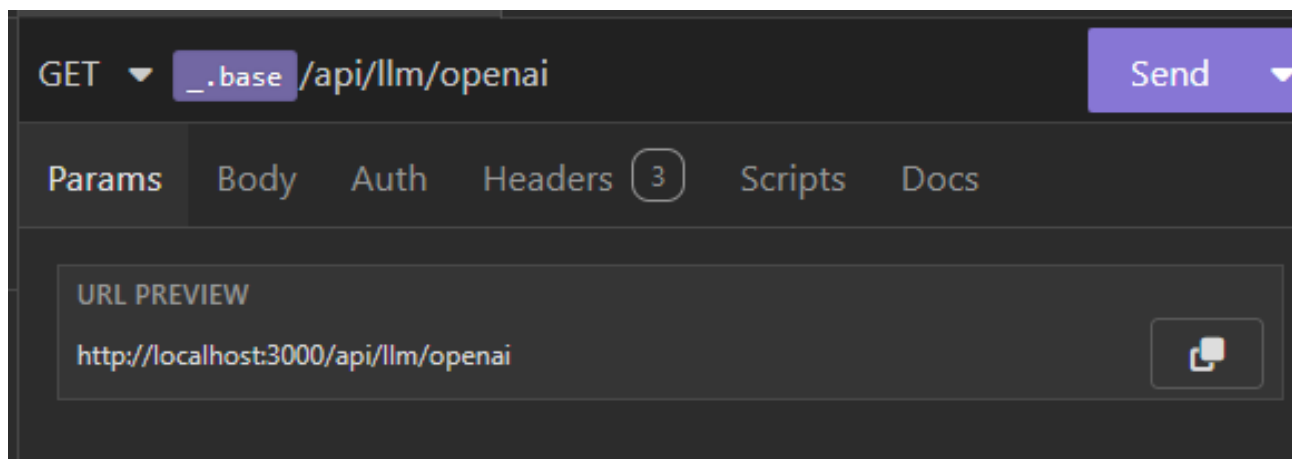 GET _.base /api/llm/openai Send
Params Body Auth Headers 3 Scripts Docs
URL PREVIEW
http://localhost:3000/api/llm/openai